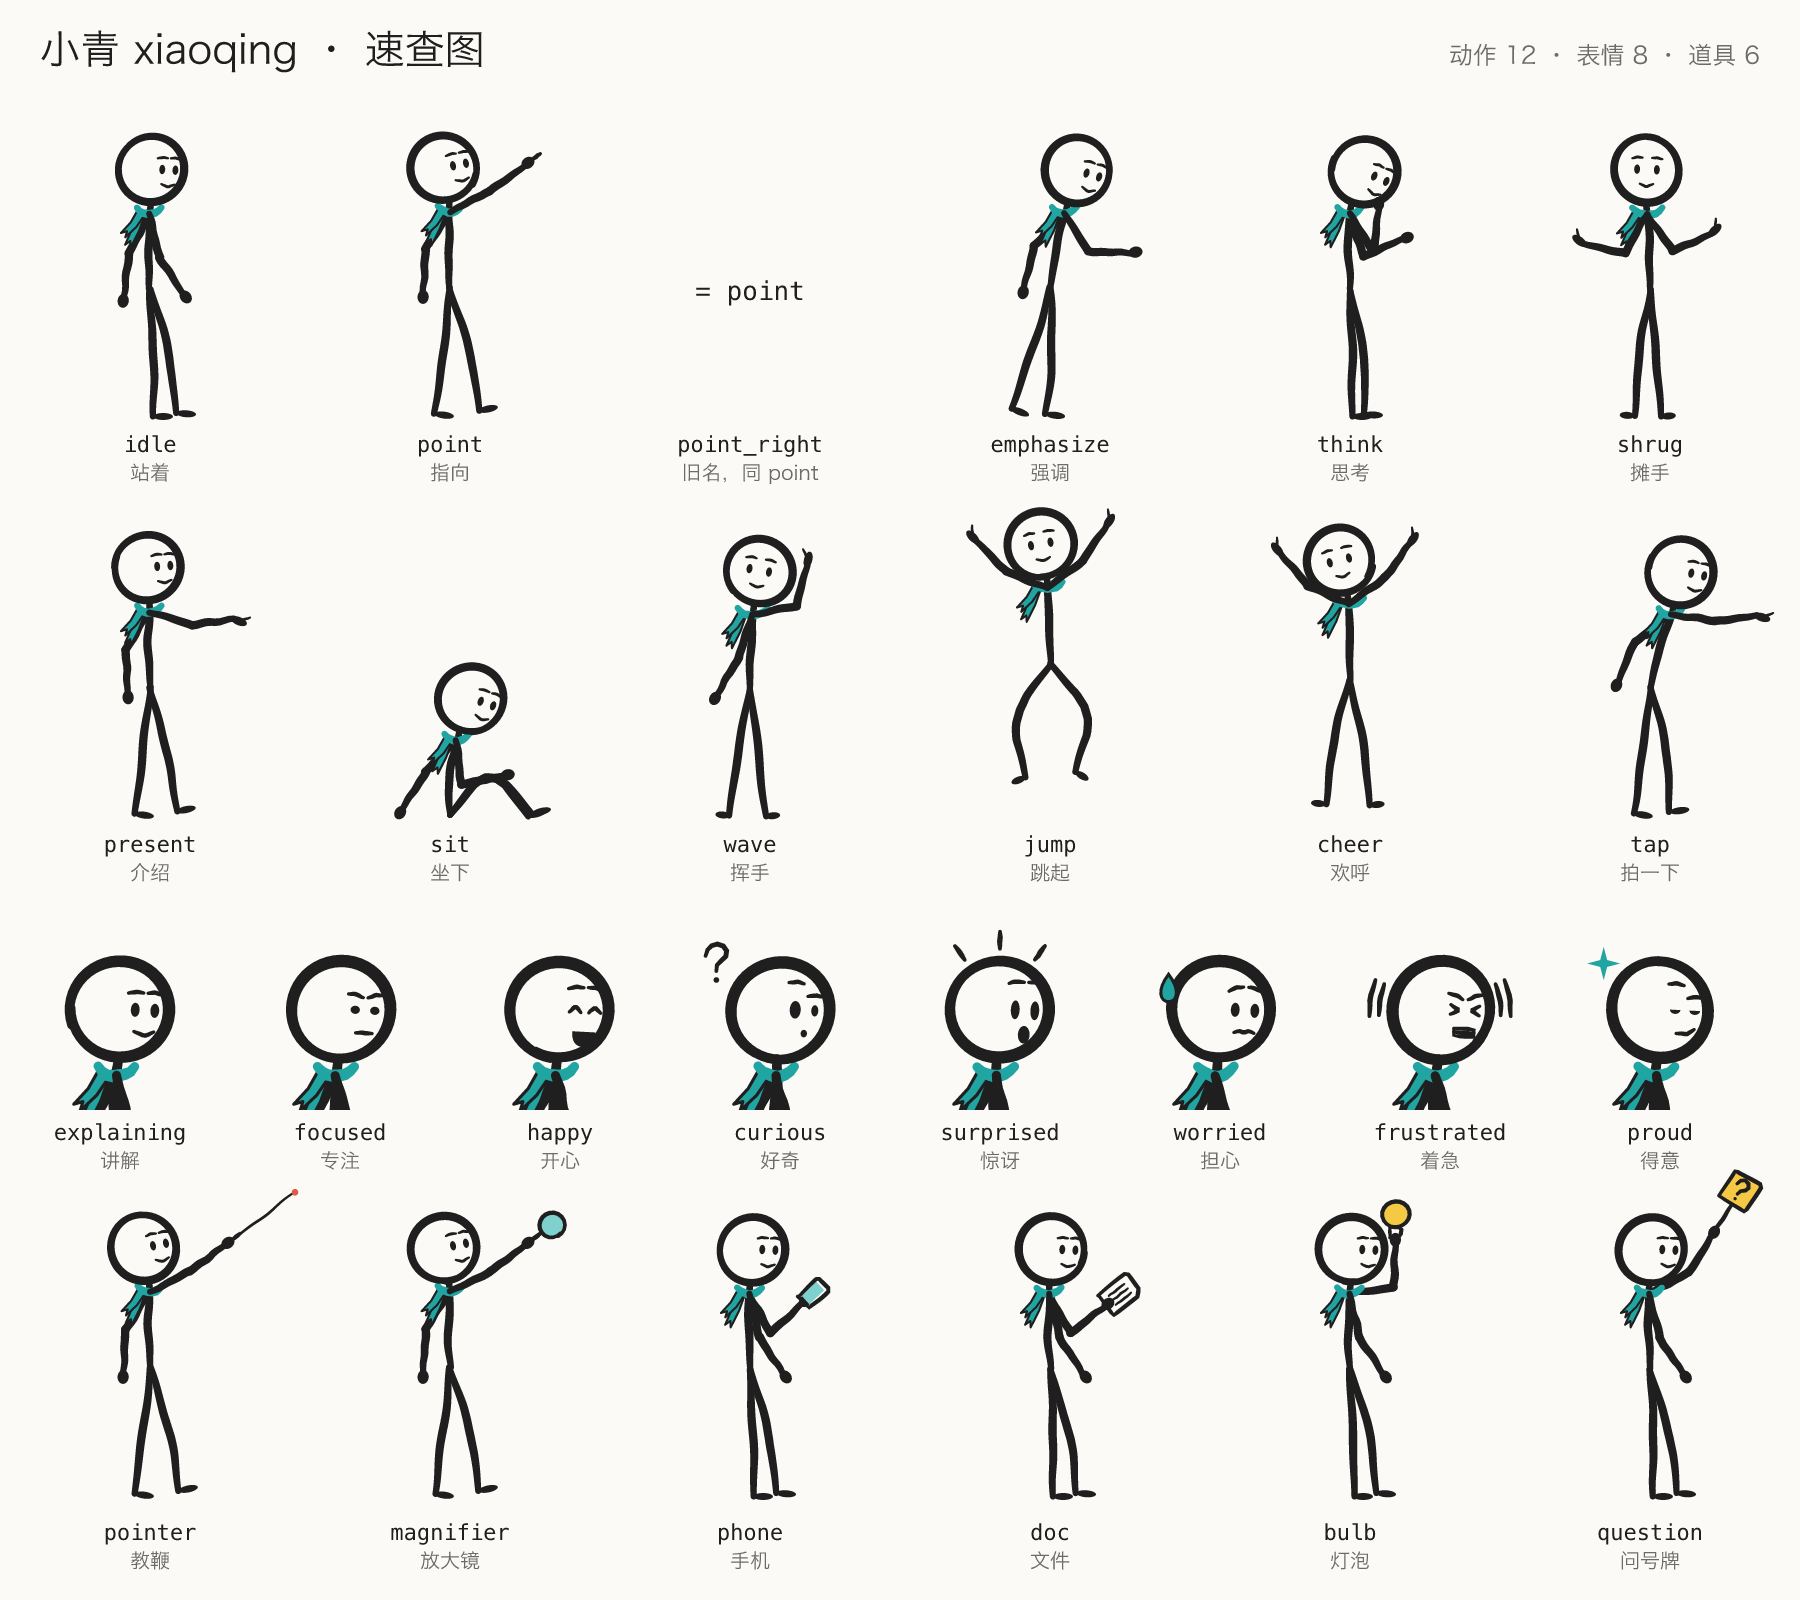 小青 xiaoqing · 速查图
动作 12 · 表情 8 · 道具 6
= point
idle
站着
point
指向
point_right
旧名，同 point
emphasize
强调
think
思考
shrug
摊手
present
介绍
sit
坐下
wave
挥手
jump
跳起
cheer
欢呼
tap
拍一下
?
explaining
讲解
focused
专注
happy
开心
curious
好奇
surprised
惊讶
worried
担心
frustrated
着急
proud
得意
?
pointer
教鞭
magnifier
放大镜
phone
手机
doc
文件
bulb
灯泡
question
问号牌